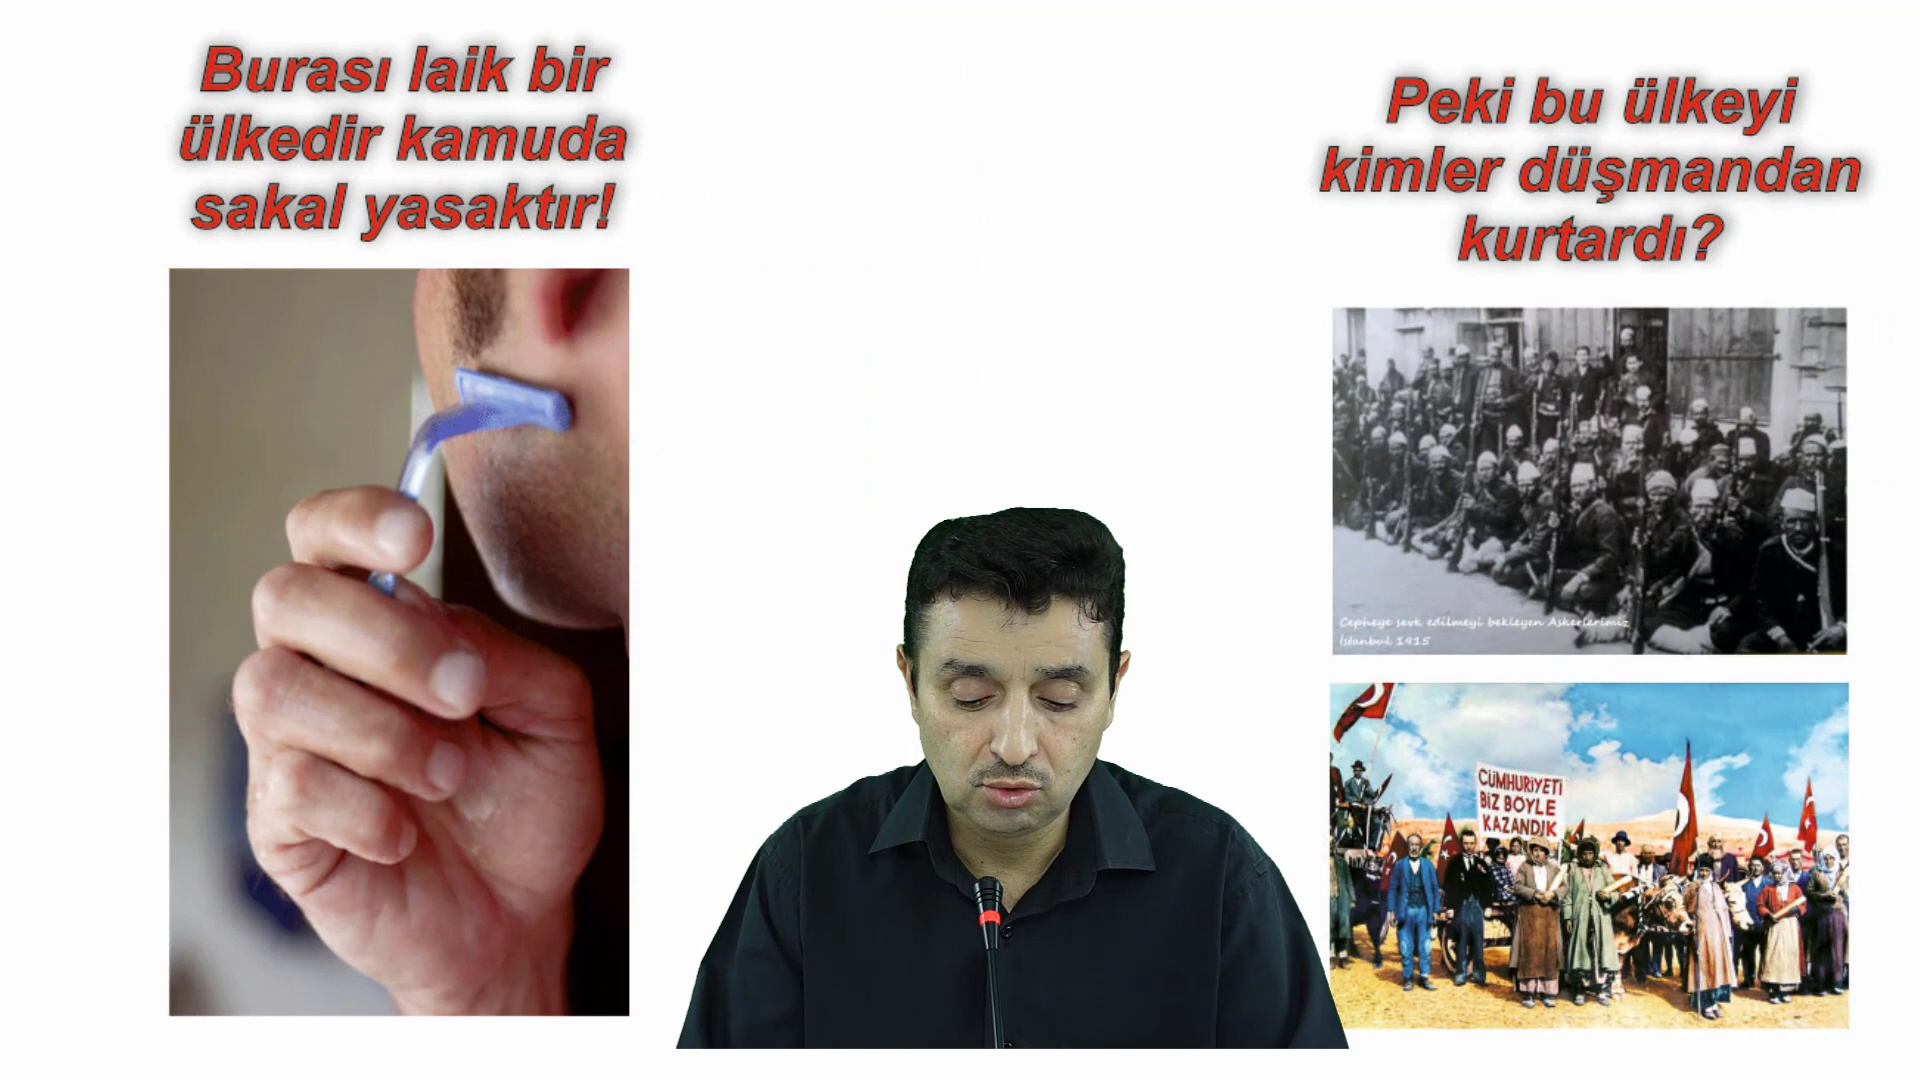 Burası laik bir
ülkedir kamuda
sakal yasaktır!
Peki bu ülkeyi
kimler düşmandan
kurtardı?
Cepheye sevk edilmeyi bekleyen Askerlerimiz
İstanbul 1915
CÜMHURİYETİ
BİZ BÖYLE
KAZANDIK